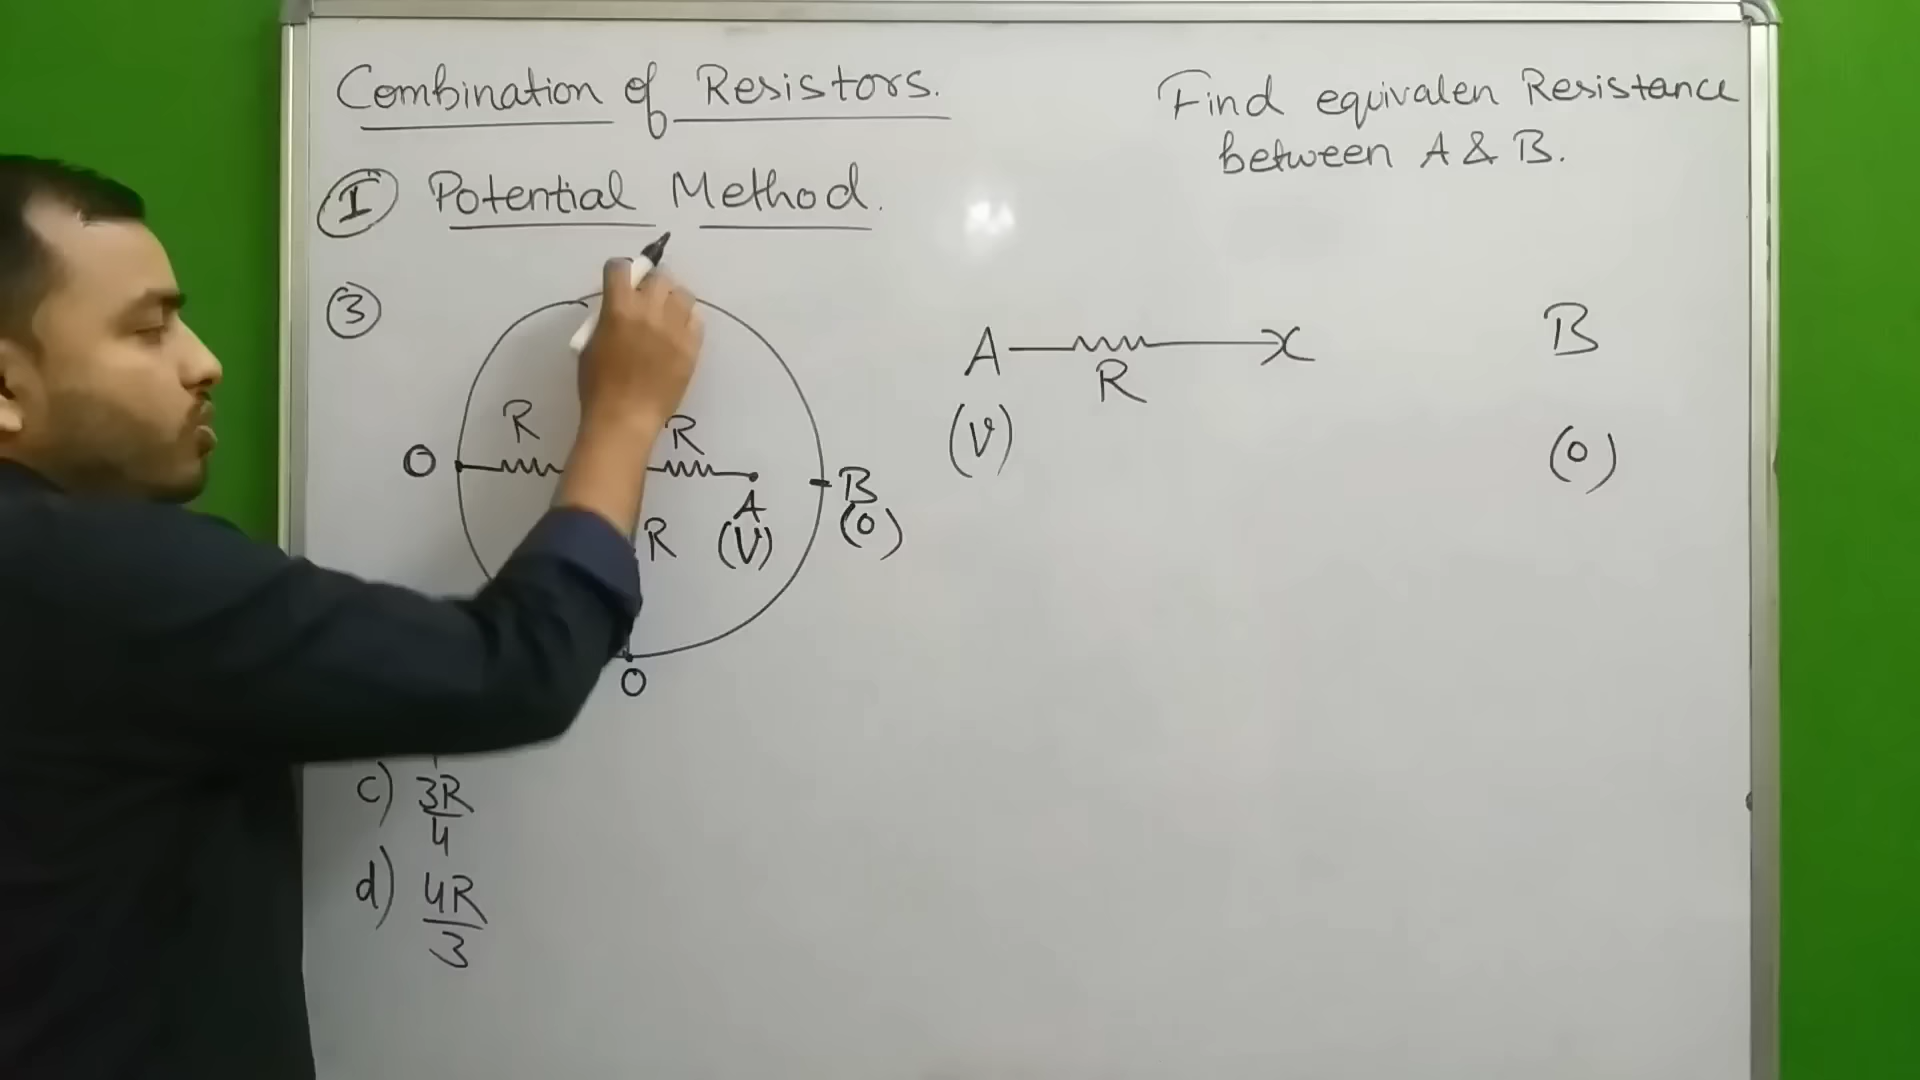 Combination of Resistors.
Find equivalen Resistance
between A & B.
I Potential Method.
3
R
R
O
A
(V)
B
(0)
R
O
A
R
x
B
(V)
(0)
c) 3R
4
d) 4R
3